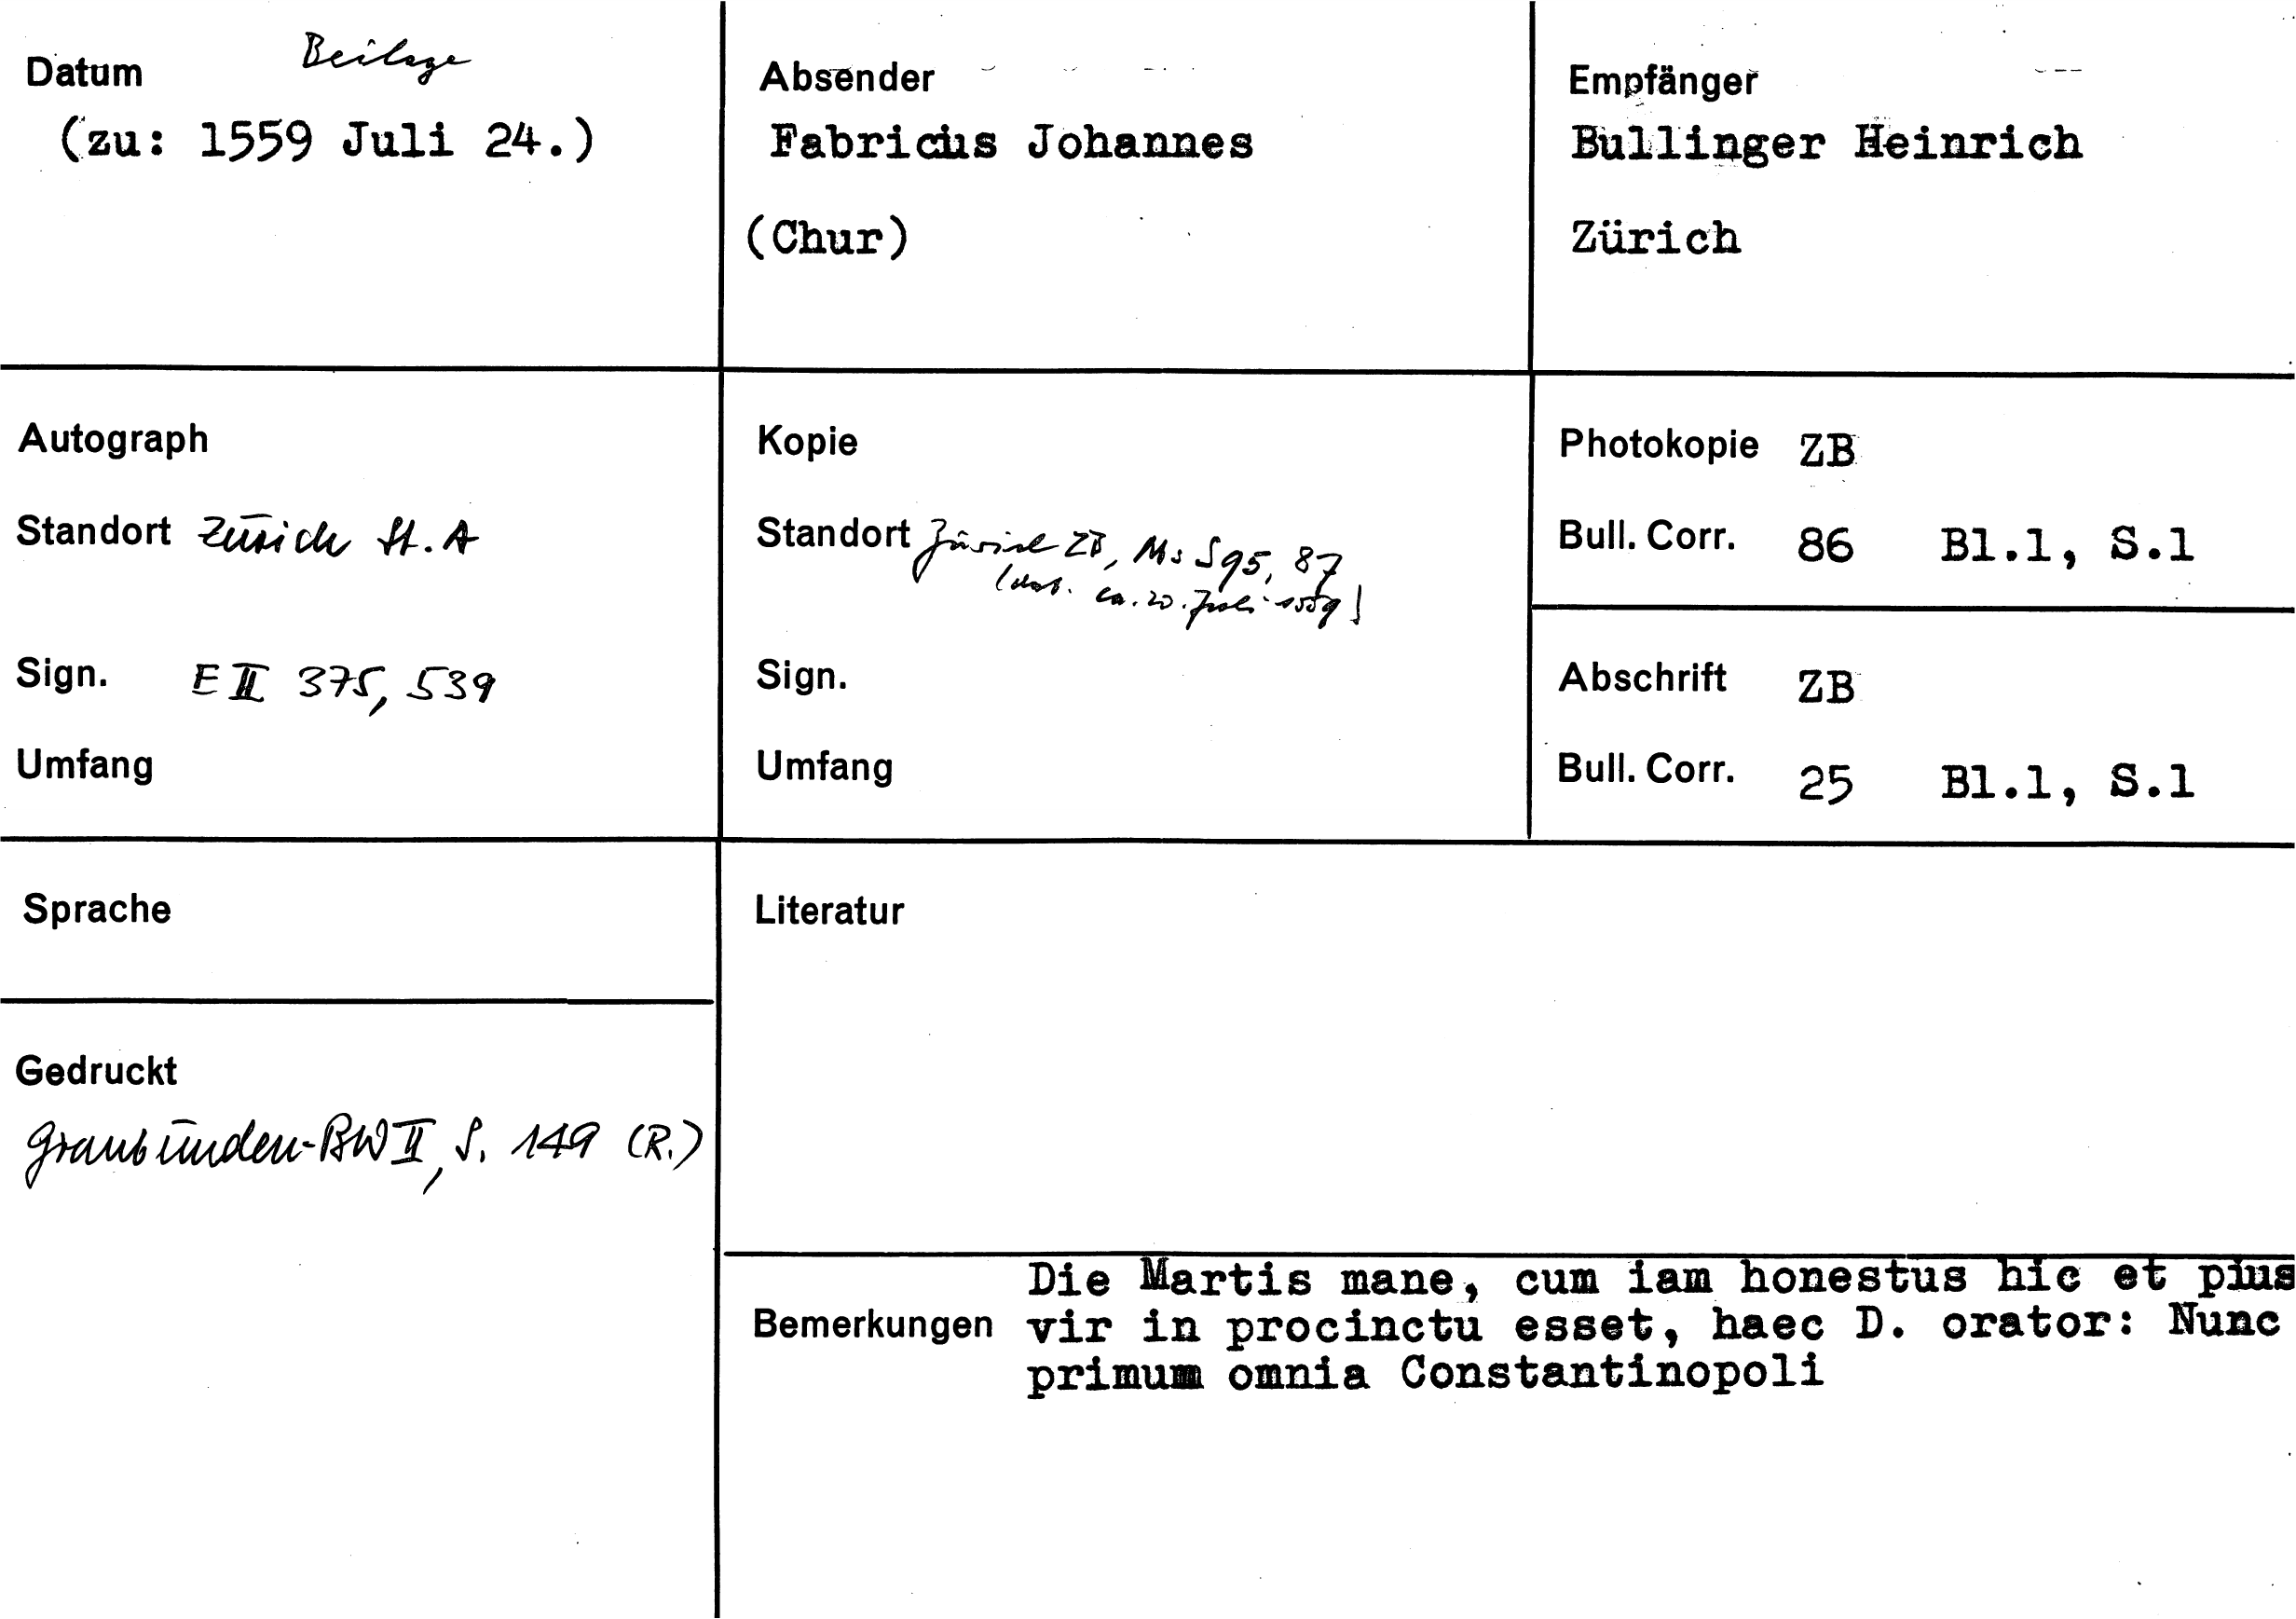 Datum Beilage
(zu: 1559 Juli 24.)
Absender
Fabricius Johannes
(Chur)
Empfänger
Bullinger Heinrich
Zürich
Autograph
Standort Zürich St.A
Sign. E II 375, 539
Umfang
Kopie
Standort Zürich ZB, Ms S 95, 87
ca. 20. Juli 1559
Sign.
Umfang
Photokopie ZB
Bull. Corr. 86 Bl.1, S.1
Abschrift ZB
Bull. Corr. 25 Bl.1, S.1
Sprache
Gedruckt
Graubünden-BW II, S. 149 (R.)
Literatur
Bemerkungen
Die Martis mane, cum iam honestus hic et pius
vir in procinctu esset, haec D. orator: Nunc
primum omnia Constantinopoli